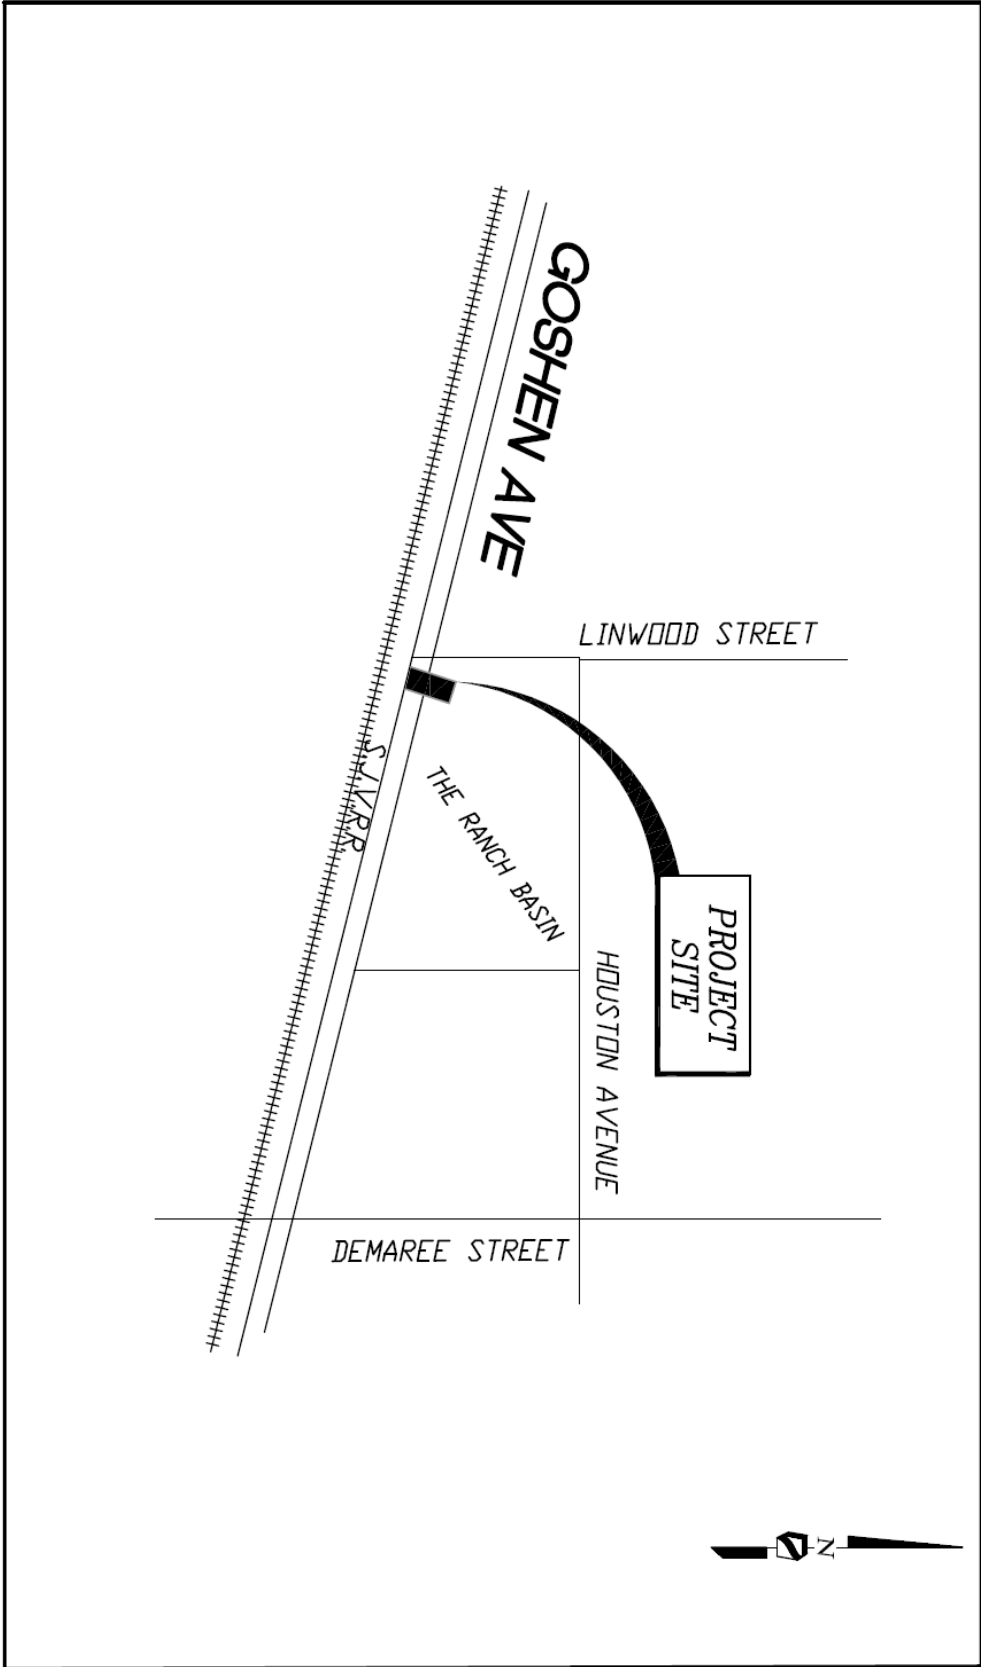 GOSHEN AVE
LINWOOD STREET
S.J.V.R.R.
THE RANCH BASIN
PROJECT
SITE
HOUSTON AVENUE
DEMAREE STREET
N